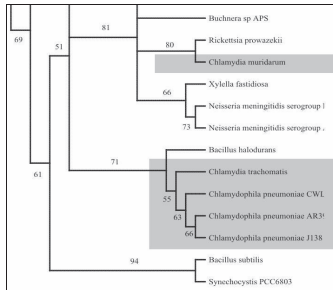 Buchnera sp APS
81
Rickettsia prowazekii
80
69
51
Chlamydia muridarum
Xylella fastidiosa
66
Neisseria meningitidis serogroup
73
Neisseria meningitidis serogroup
Bacillus halodurans
71
61
Chlamydia trachomatis
55
Chlamydophila pneumoniae CWL
63
Chlamydophila pneumoniae AR39
66
Chlamydophila pneumoniae J138
94
Bacillus subtilis
Synechocystis PCC6803